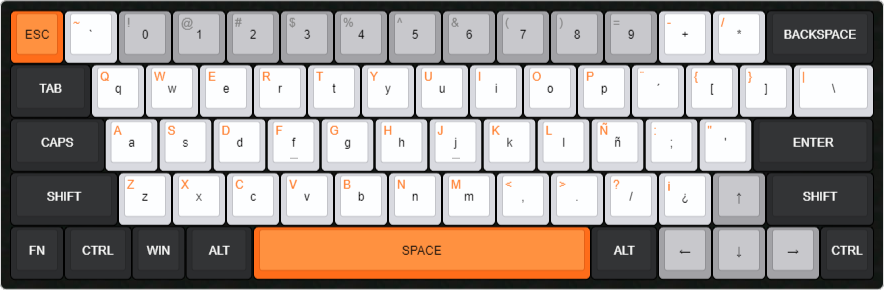 ESC ~ ` ! 0 @ 1 # 2 $ 3 % 4 ^ 5 & 6 ( 7 ) 8 = 9 - + / * BACKSPACE
TAB Q q W w E e R r T t Y y U u I i O o P p ¨ ´ { [ } ] | \
CAPS A a S s D d F f _ G g H h J j _ K k L l Ñ ñ : ; " ' ENTER
SHIFT Z z X x C c V v B b N n M m < , > . ? / ¡ ¿ ↑ SHIFT
FN CTRL WIN ALT SPACE ALT ← ↓ → CTRL